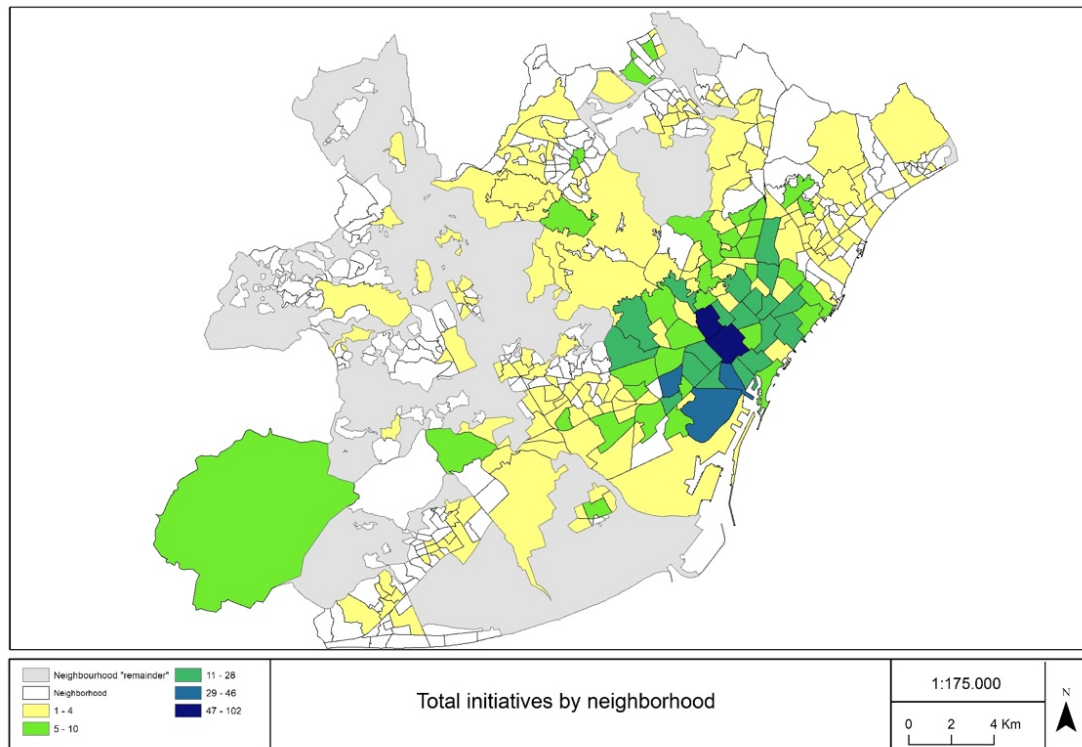 Neighbourhood "remainder"
Neighborhood
1 - 4
5 - 10
11 - 28
29 - 46
47 - 102
Total initiatives by neighborhood
1:175.000
0 2 4 Km
N